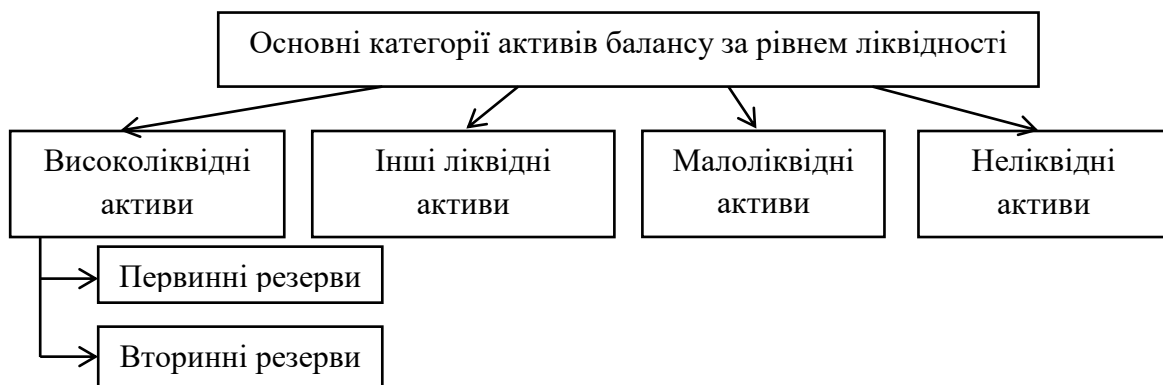 Основні категорії активів балансу за рівнем ліквідності
Високоліквідні
активи
Інші ліквідні
активи
Малоліквідні
активи
Неліквідні
активи
Первинні резерви
Вторинні резерви